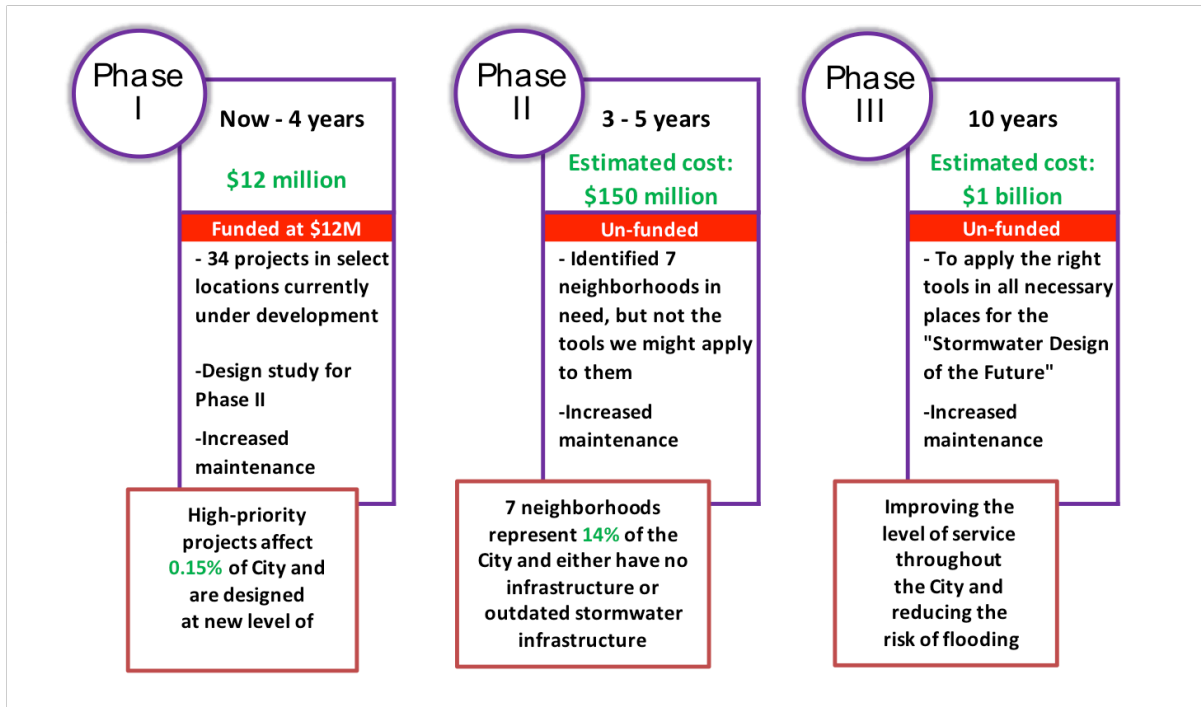 Phase
I
Now - 4 years
$12 million
Funded at $12M
- 34 projects in select
locations currently
under development
-Design study for
Phase II
-Increased
maintenance
High-priority
projects affect
0.15% of City and
are designed
at new level of
Phase
II
3 - 5 years
Estimated cost:
$150 million
Un-funded
- Identified 7
neighborhoods in
need, but not the
tools we might apply
to them
-Increased
maintenance
7 neighborhoods
represent 14% of the
City and either have no
infrastructure or
outdated stormwater
infrastructure
Phase
III
10 years
Estimated cost:
$1 billion
Un-funded
- To apply the right
tools in all necessary
places for the
"Stormwater Design
of the Future"
-Increased
maintenance
Improving the
level of service
throughout
the City and
reducing the
risk of flooding